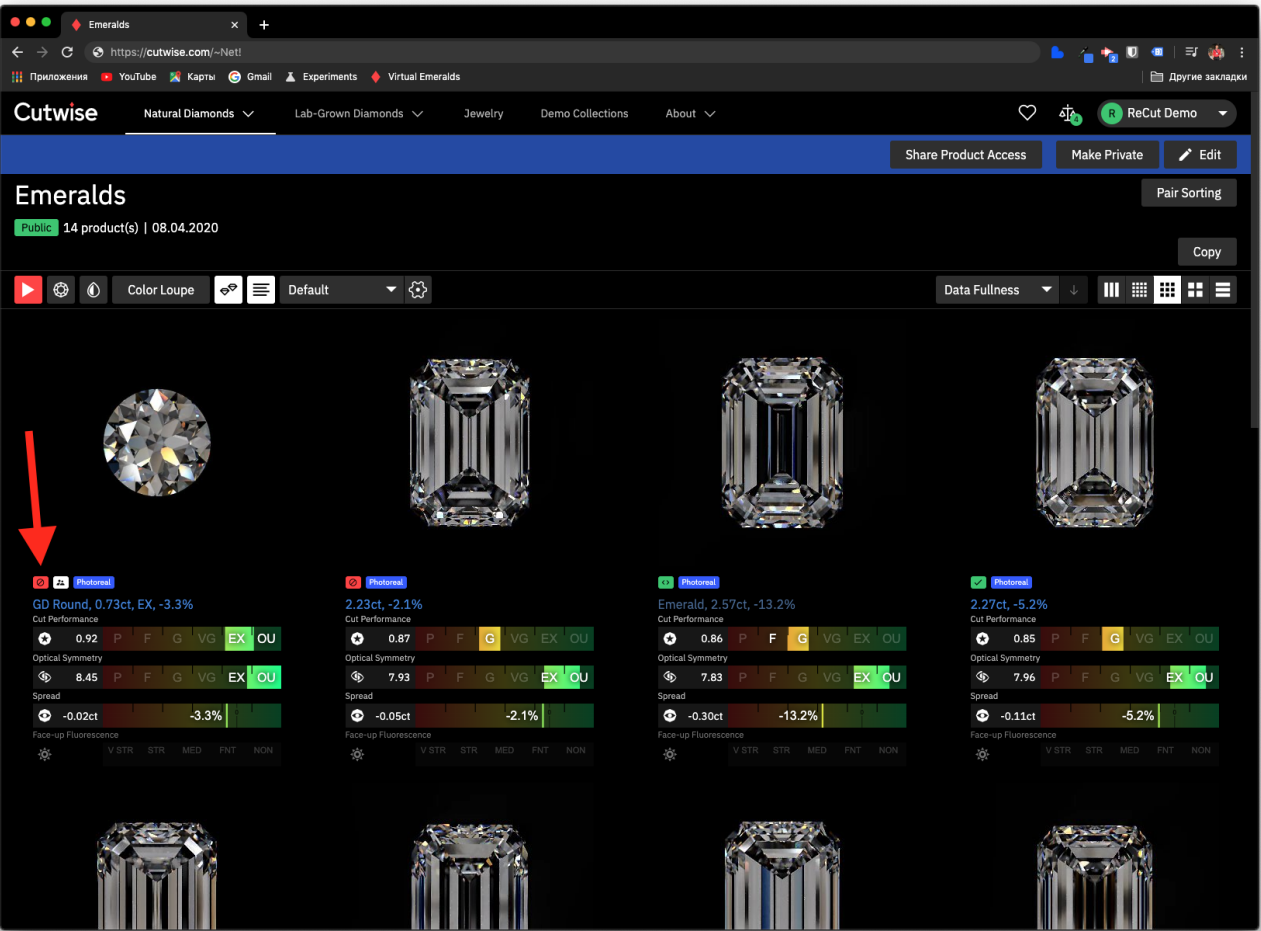 Emeralds
https://cutwise.com/~Net!
2
Приложения YouTube Карты Gmail Experiments Virtual Emeralds Другие закладки
Cutwise Natural Diamonds Lab-Grown Diamonds Jewelry Demo Collections About 4 R ReCut Demo
Share Product Access Make Private Edit
Emeralds Pair Sorting
Public 14 product(s) | 08.04.2020
Copy
Color Loupe Default Data Fullness
Photoreal Photoreal Photoreal Photoreal
GD Round, 0.73ct, EX, -3.3% 2.23ct, -2.1% Emerald, 2.57ct, -13.2% 2.27ct, -5.2%
Cut Performance Cut Performance Cut Performance Cut Performance
0.92 P F G VG EX OU 0.87 P F G VG EX OU 0.86 P F G VG EX OU 0.85 P F G VG EX OU
Optical Symmetry Optical Symmetry Optical Symmetry Optical Symmetry
8.45 P F G VG EX OU 7.93 P F G VG EX OU 7.83 P F G VG EX OU 7.96 P F G VG EX OU
Spread Spread Spread Spread
-0.02ct -3.3% -0.05ct -2.1% -0.30ct -13.2% -0.11ct -5.2%
Face-up Fluorescence Face-up Fluorescence Face-up Fluorescence Face-up Fluorescence
V STR STR MED FNT NON V STR STR MED FNT NON V STR STR MED FNT NON V STR STR MED FNT NON